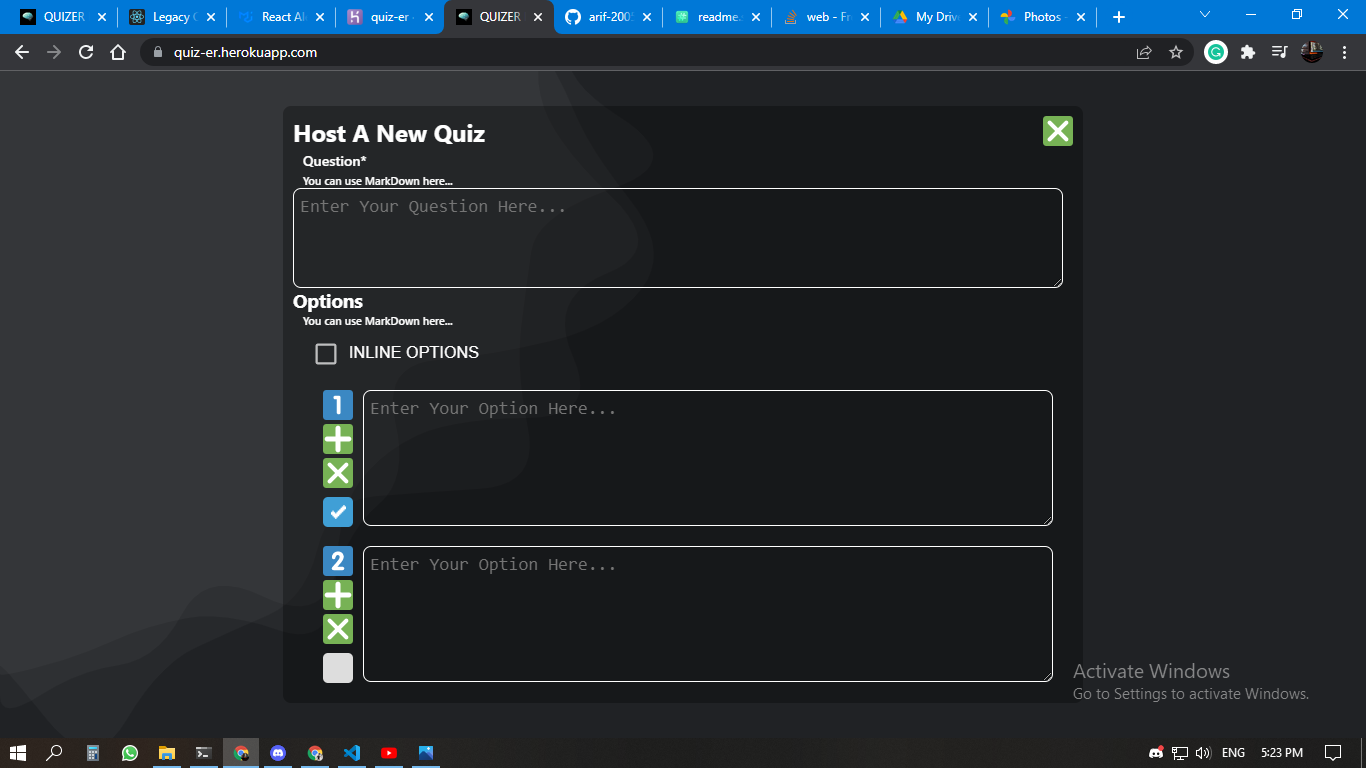 QUIZER
Legacy C
React Al
quiz-er
QUIZER
arif-200
readme.
web - Fr
My Driv
Photos -
quiz-er.herokuapp.com
Host A New Quiz
Question*
You can use MarkDown here...
Enter Your Question Here...
Options
You can use MarkDown here...
INLINE OPTIONS
1
Enter Your Option Here...
2
Enter Your Option Here...
Activate Windows
Go to Settings to activate Windows.
ENG
5:23 PM